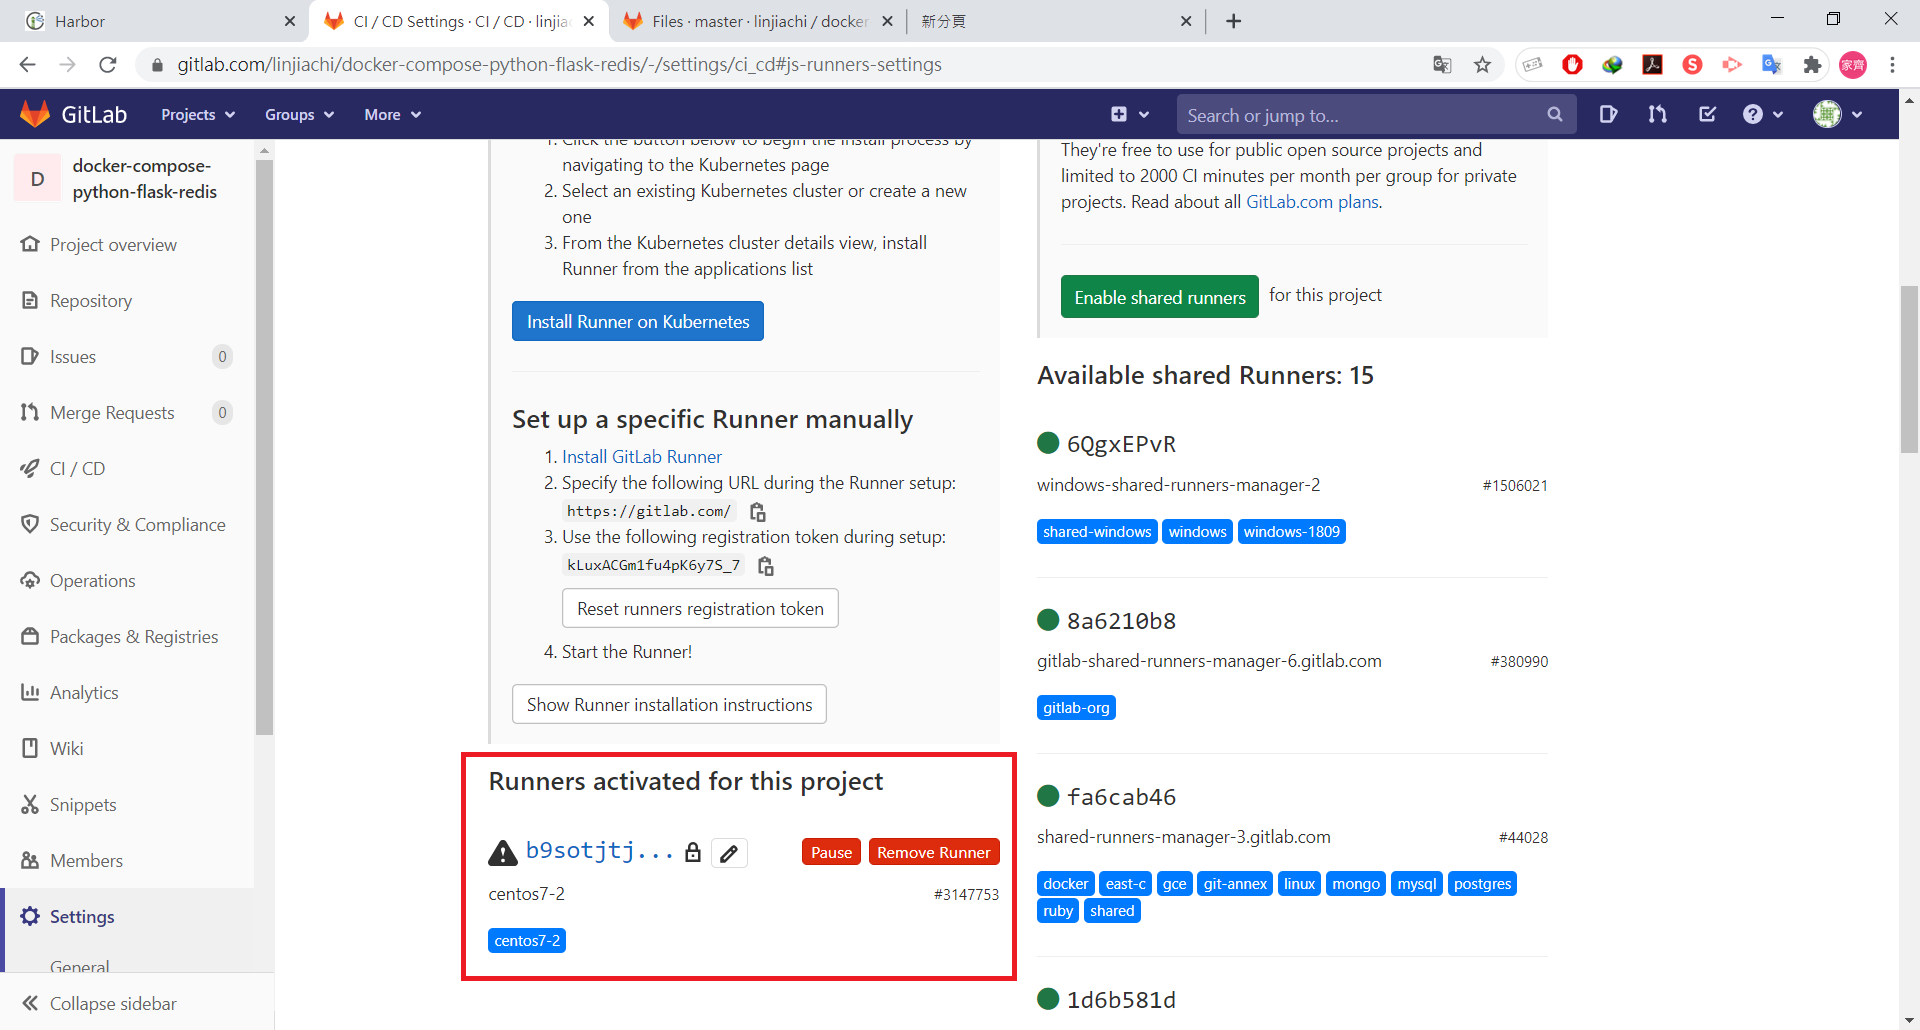 Harbor
CI / CD Settings · CI / CD · linjia
Files · master · linjiachi / docker
新分頁
gitlab.com/linjiachi/docker-compose-python-flask-redis/-/settings/ci_cd#js-runners-settings
家齊
GitLab
Projects
Groups
More
Search or jump to...
D
docker-compose-
python-flask-redis
Project overview
Repository
Issues
0
Merge Requests
0
CI / CD
Security & Compliance
Operations
Packages & Registries
Analytics
Wiki
Snippets
Members
Settings
General
Collapse sidebar
1. Click the button below to begin the install process by
navigating to the Kubernetes page
2. Select an existing Kubernetes cluster or create a new
one
3. From the Kubernetes cluster details view, install
Runner from the applications list
Install Runner on Kubernetes
Set up a specific Runner manually
1. Install GitLab Runner
2. Specify the following URL during the Runner setup:
https://gitlab.com/
3. Use the following registration token during setup:
kLuxACGm1fu4pK6y7S_7
Reset runners registration token
4. Start the Runner!
Show Runner installation instructions
Runners activated for this project
b9sotjtj...
Pause
Remove Runner
centos7-2
#3147753
centos7-2
They're free to use for public open source projects and
limited to 2000 CI minutes per month per group for private
projects. Read about all GitLab.com plans.
Enable shared runners for this project
Available shared Runners: 15
6QgxEPvR
windows-shared-runners-manager-2
#1506021
shared-windows windows windows-1809
8a6210b8
gitlab-shared-runners-manager-6.gitlab.com
#380990
gitlab-org
fa6cab46
shared-runners-manager-3.gitlab.com
#44028
docker east-c gce git-annex linux mongo mysql postgres
ruby shared
1d6b581d